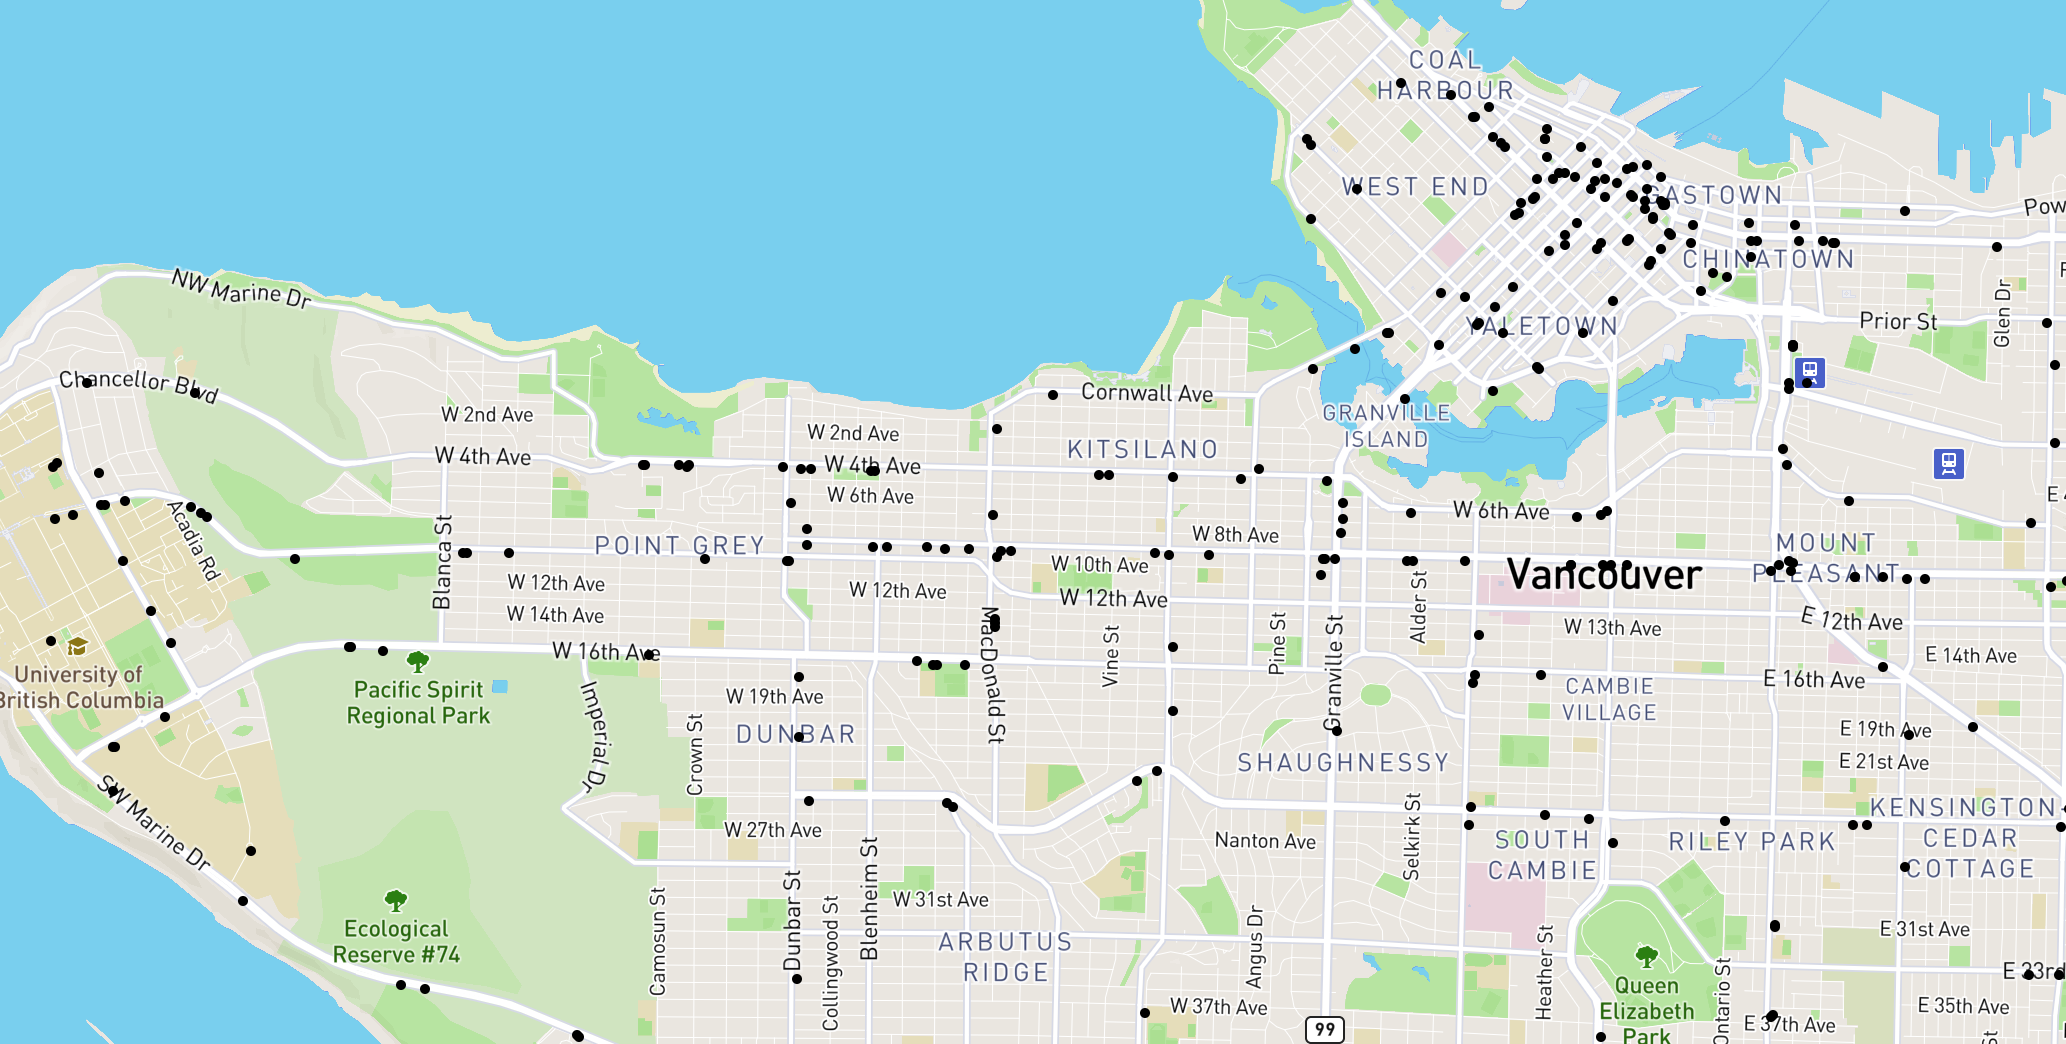 COAL
HARBOUR
WEST END
GASTOWN
Pow
CHINATOWN
NW Marine Dr
YALETOWN
Prior St
Glen Dr
Chancellor Blvd
Cornwall Ave
W 2nd Ave
W 2nd Ave
GRANVILLE
ISLAND
KITSILANO
W 4th Ave
W 4th Ave
W 6th Ave
E 4
W 6th Ave
Acadia Rd
Blanca St
POINT GREY
W 8th Ave
W 10th Ave
MOUNT
PLEASANT
Vancouver
W 12th Ave
W 12th Ave
W 12th Ave
Alder St
W 14th Ave
W 13th Ave
E 12th Ave
W 16th Ave
MacDonald St
Vine St
Pine St
Granville St
E 14th Ave
University of
British Columbia
Pacific Spirit
Regional Park
Imperial Dr
W 19th Ave
E 16th Ave
CAMBIE
VILLAGE
Crown St
DUNBAR
SHAUGHNESSY
E 19th Ave
E 21st Ave
SW Marine Dr
W 27th Ave
Nanton Ave
Selkirk St
SOUTH
CAMBIE
RILEY PARK
KENSINGTON
CEDAR
COTTAGE
Blenheim St
Dunbar St
W 31st Ave
Camosun St
Collingwood St
Ecological
Reserve #74
ARBUTUS
RIDGE
Angus Dr
Heather St
E 31st Ave
E 33rd
Queen
Elizabeth
Park
Ontario St
W 37th Ave
E 35th Ave
E 37th Ave
99